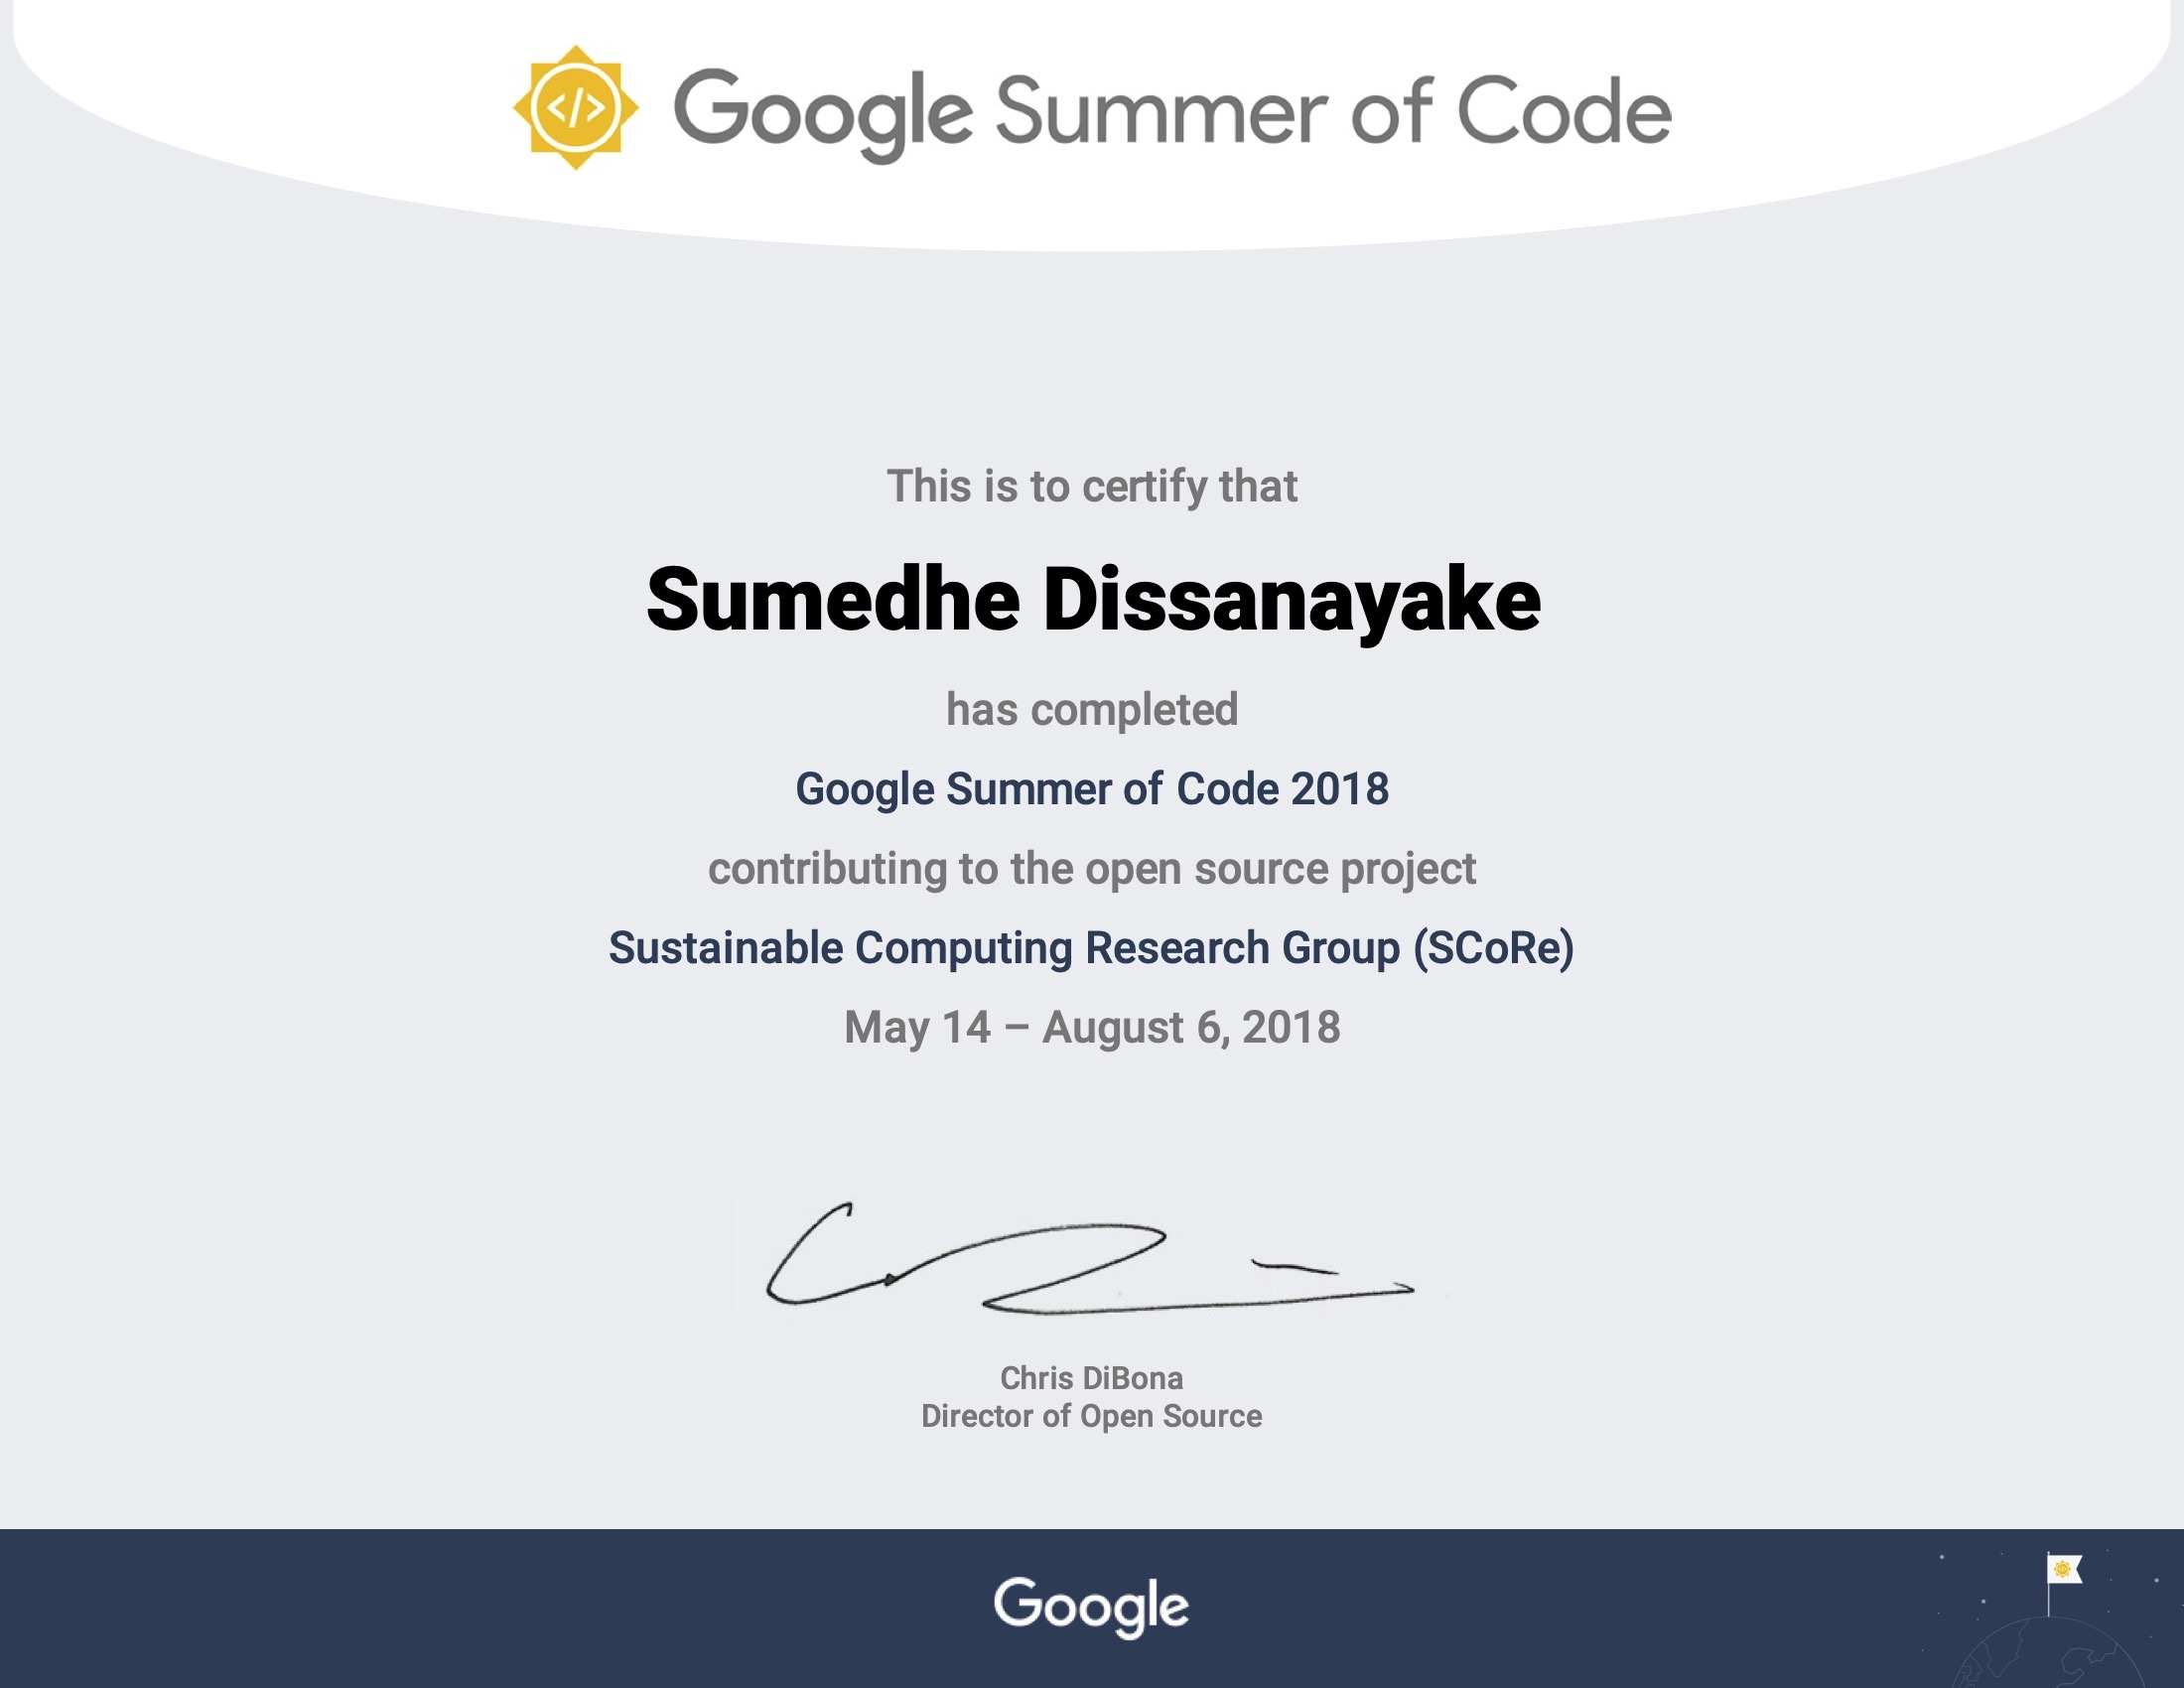 Google Summer of Code
This is to certify that
Sumedhe Dissanayake
has completed
Google Summer of Code 2018
contributing to the open source project
Sustainable Computing Research Group (SCoRe)
May 14 – August 6, 2018
Chris DiBona
Director of Open Source
Google